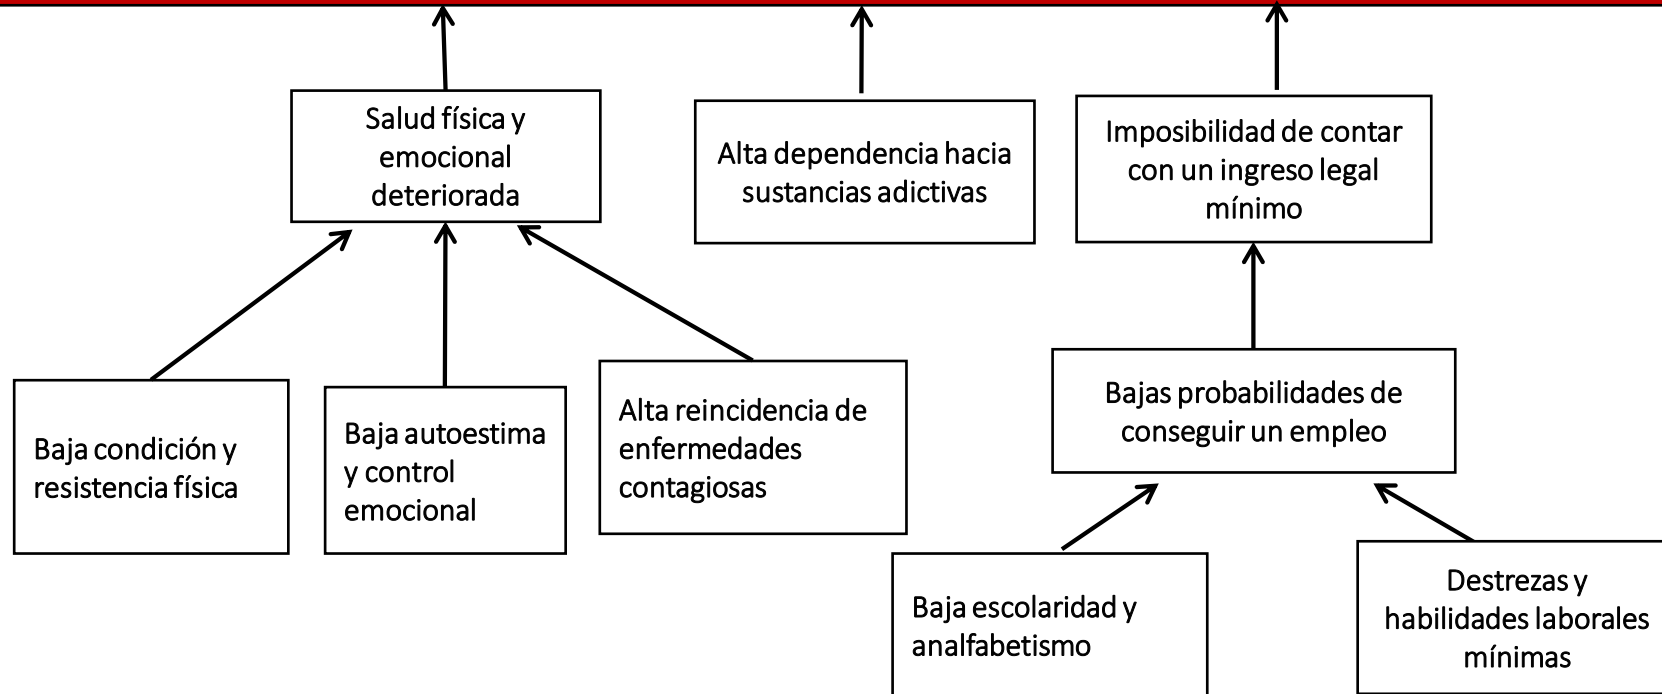 Salud física y
emocional
deteriorada
Alta dependencia hacia
sustancias adictivas
Imposibilidad de contar
con un ingreso legal
mínimo
Baja condición y
resistencia física
Baja autoestima
y control
emocional
Alta reincidencia de
enfermedades
contagiosas
Bajas probabilidades de
conseguir un empleo
Baja escolaridad y
analfabetismo
Destrezas y
habilidades laborales
mínimas